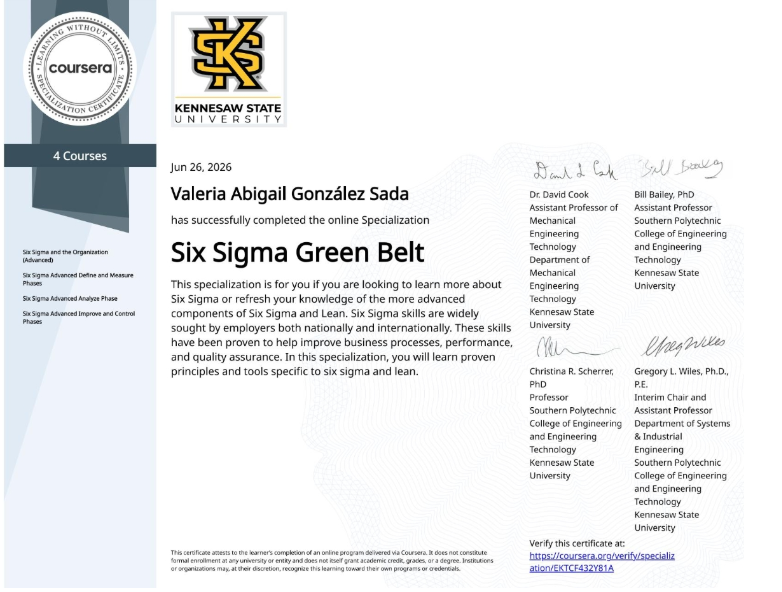 LEARNING WITHOUT LIMITS
coursera
SPECIALIZATION CERTIFICATE
4 Courses
Six Sigma and the Organization
(Advanced)
Six Sigma Advanced Define and Measure
Phases
Six Sigma Advanced Analyze Phase
Six Sigma Advanced Improve and Control
Phases
KS
KENNESAW STATE
UNIVERSITY
Jun 26, 2026
Valeria Abigail González Sada
has successfully completed the online Specialization
Six Sigma Green Belt
This specialization is for you if you are looking to learn more about
Six Sigma or refresh your knowledge of the more advanced
components of Six Sigma and Lean. Six Sigma skills are widely
sought by employers both nationally and internationally. These skills
have been proven to help improve business processes, performance,
and quality assurance. In this specialization, you will learn proven
principles and tools specific to six sigma and lean.
Dr. David Cook
Assistant Professor of
Mechanical
Engineering
Technology
Department of
Mechanical
Engineering
Technology
Kennesaw State
University
Bill Bailey, PhD
Assistant Professor
Southern Polytechnic
College of Engineering
and Engineering
Technology
Kennesaw State
University
Christina R. Scherrer,
PhD
Professor
Southern Polytechnic
College of Engineering
and Engineering
Technology
Kennesaw State
University
Gregory L. Wiles, Ph.D.,
P.E.
Interim Chair and
Assistant Professor
Department of Systems
& Industrial
Engineering
Southern Polytechnic
College of Engineering
and Engineering
Technology
Kennesaw State
University
Verify this certificate at:
https://coursera.org/verify/specializ
ation/EKTCF432Y81A
This certificate attests to the learner's completion of an online program delivered via Coursera. It does not constitute
formal enrollment at any university or entity and does not itself grant academic credit, grades, or a degree. Institutions
or organizations may, at their discretion, recognize this learning toward their own programs or credentials.